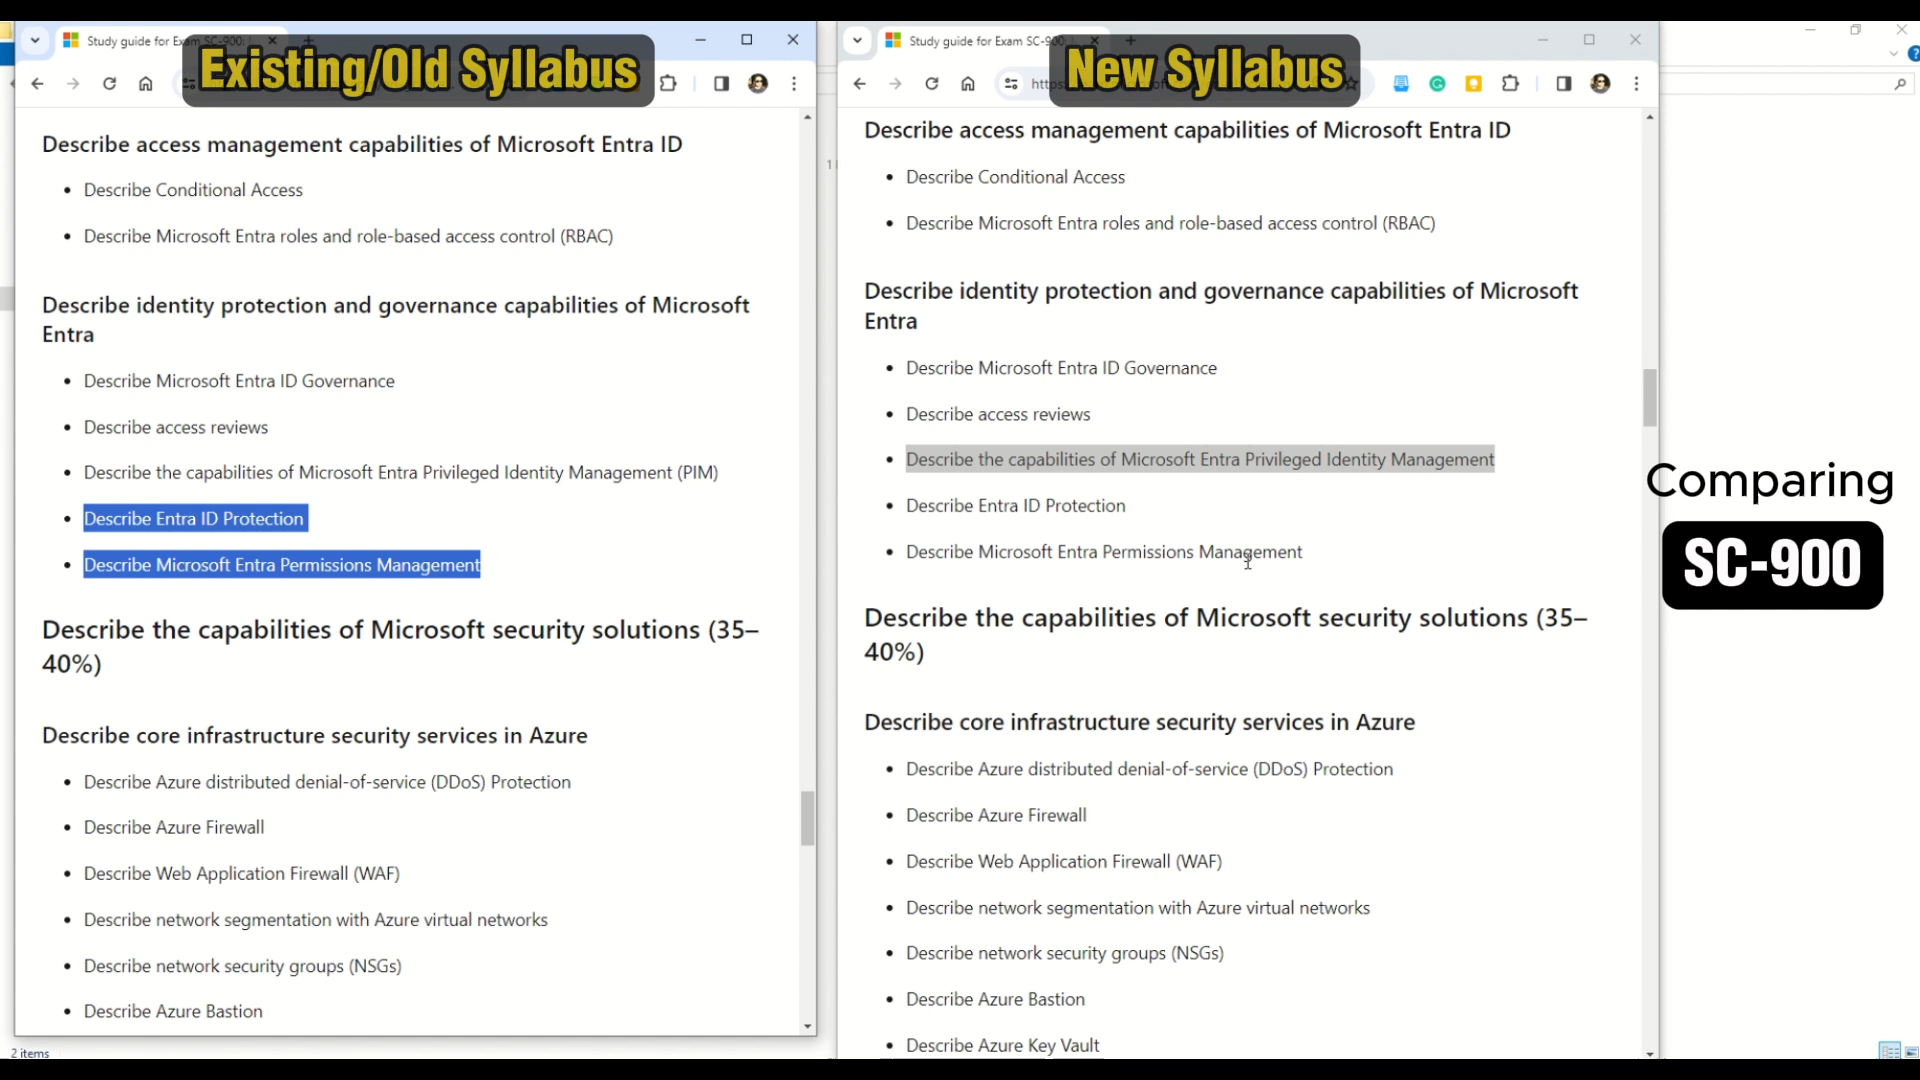 Study guide for Exam SC-900:
Existing/Old Syllabus
Describe access management capabilities of Microsoft Entra ID
• Describe Conditional Access
• Describe Microsoft Entra roles and role-based access control (RBAC)
Describe identity protection and governance capabilities of Microsoft
Entra
• Describe Microsoft Entra ID Governance
• Describe access reviews
• Describe the capabilities of Microsoft Entra Privileged Identity Management (PIM)
• Describe Entra ID Protection
• Describe Microsoft Entra Permissions Management
Describe the capabilities of Microsoft security solutions (35–
40%)
Describe core infrastructure security services in Azure
• Describe Azure distributed denial-of-service (DDoS) Protection
• Describe Azure Firewall
• Describe Web Application Firewall (WAF)
• Describe network segmentation with Azure virtual networks
• Describe network security groups (NSGs)
• Describe Azure Bastion
2 items
Study guide for Exam SC-900:
New Syllabus
https
Describe access management capabilities of Microsoft Entra ID
• Describe Conditional Access
• Describe Microsoft Entra roles and role-based access control (RBAC)
Describe identity protection and governance capabilities of Microsoft
Entra
• Describe Microsoft Entra ID Governance
• Describe access reviews
• Describe the capabilities of Microsoft Entra Privileged Identity Management
• Describe Entra ID Protection
• Describe Microsoft Entra Permissions Management
Describe the capabilities of Microsoft security solutions (35–
40%)
Describe core infrastructure security services in Azure
• Describe Azure distributed denial-of-service (DDoS) Protection
• Describe Azure Firewall
• Describe Web Application Firewall (WAF)
• Describe network segmentation with Azure virtual networks
• Describe network security groups (NSGs)
• Describe Azure Bastion
• Describe Azure Key Vault
Comparing
SC-900